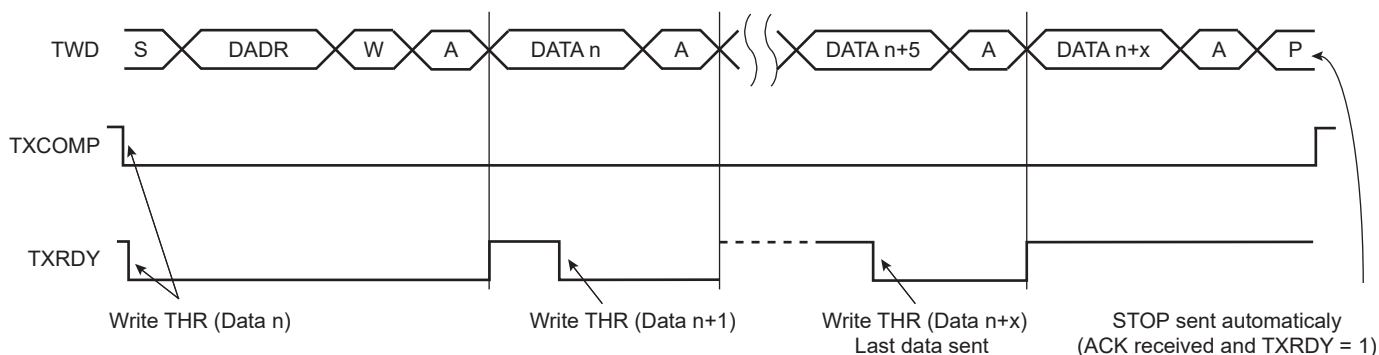 TWD S DADR W A DATA n A DATA n+5 A DATA n+x A P
TXCOMP
TXRDY
Write THR (Data n)
Write THR (Data n+1)
Write THR (Data n+x)
Last data sent
STOP sent automaticaly
(ACK received and TXRDY = 1)